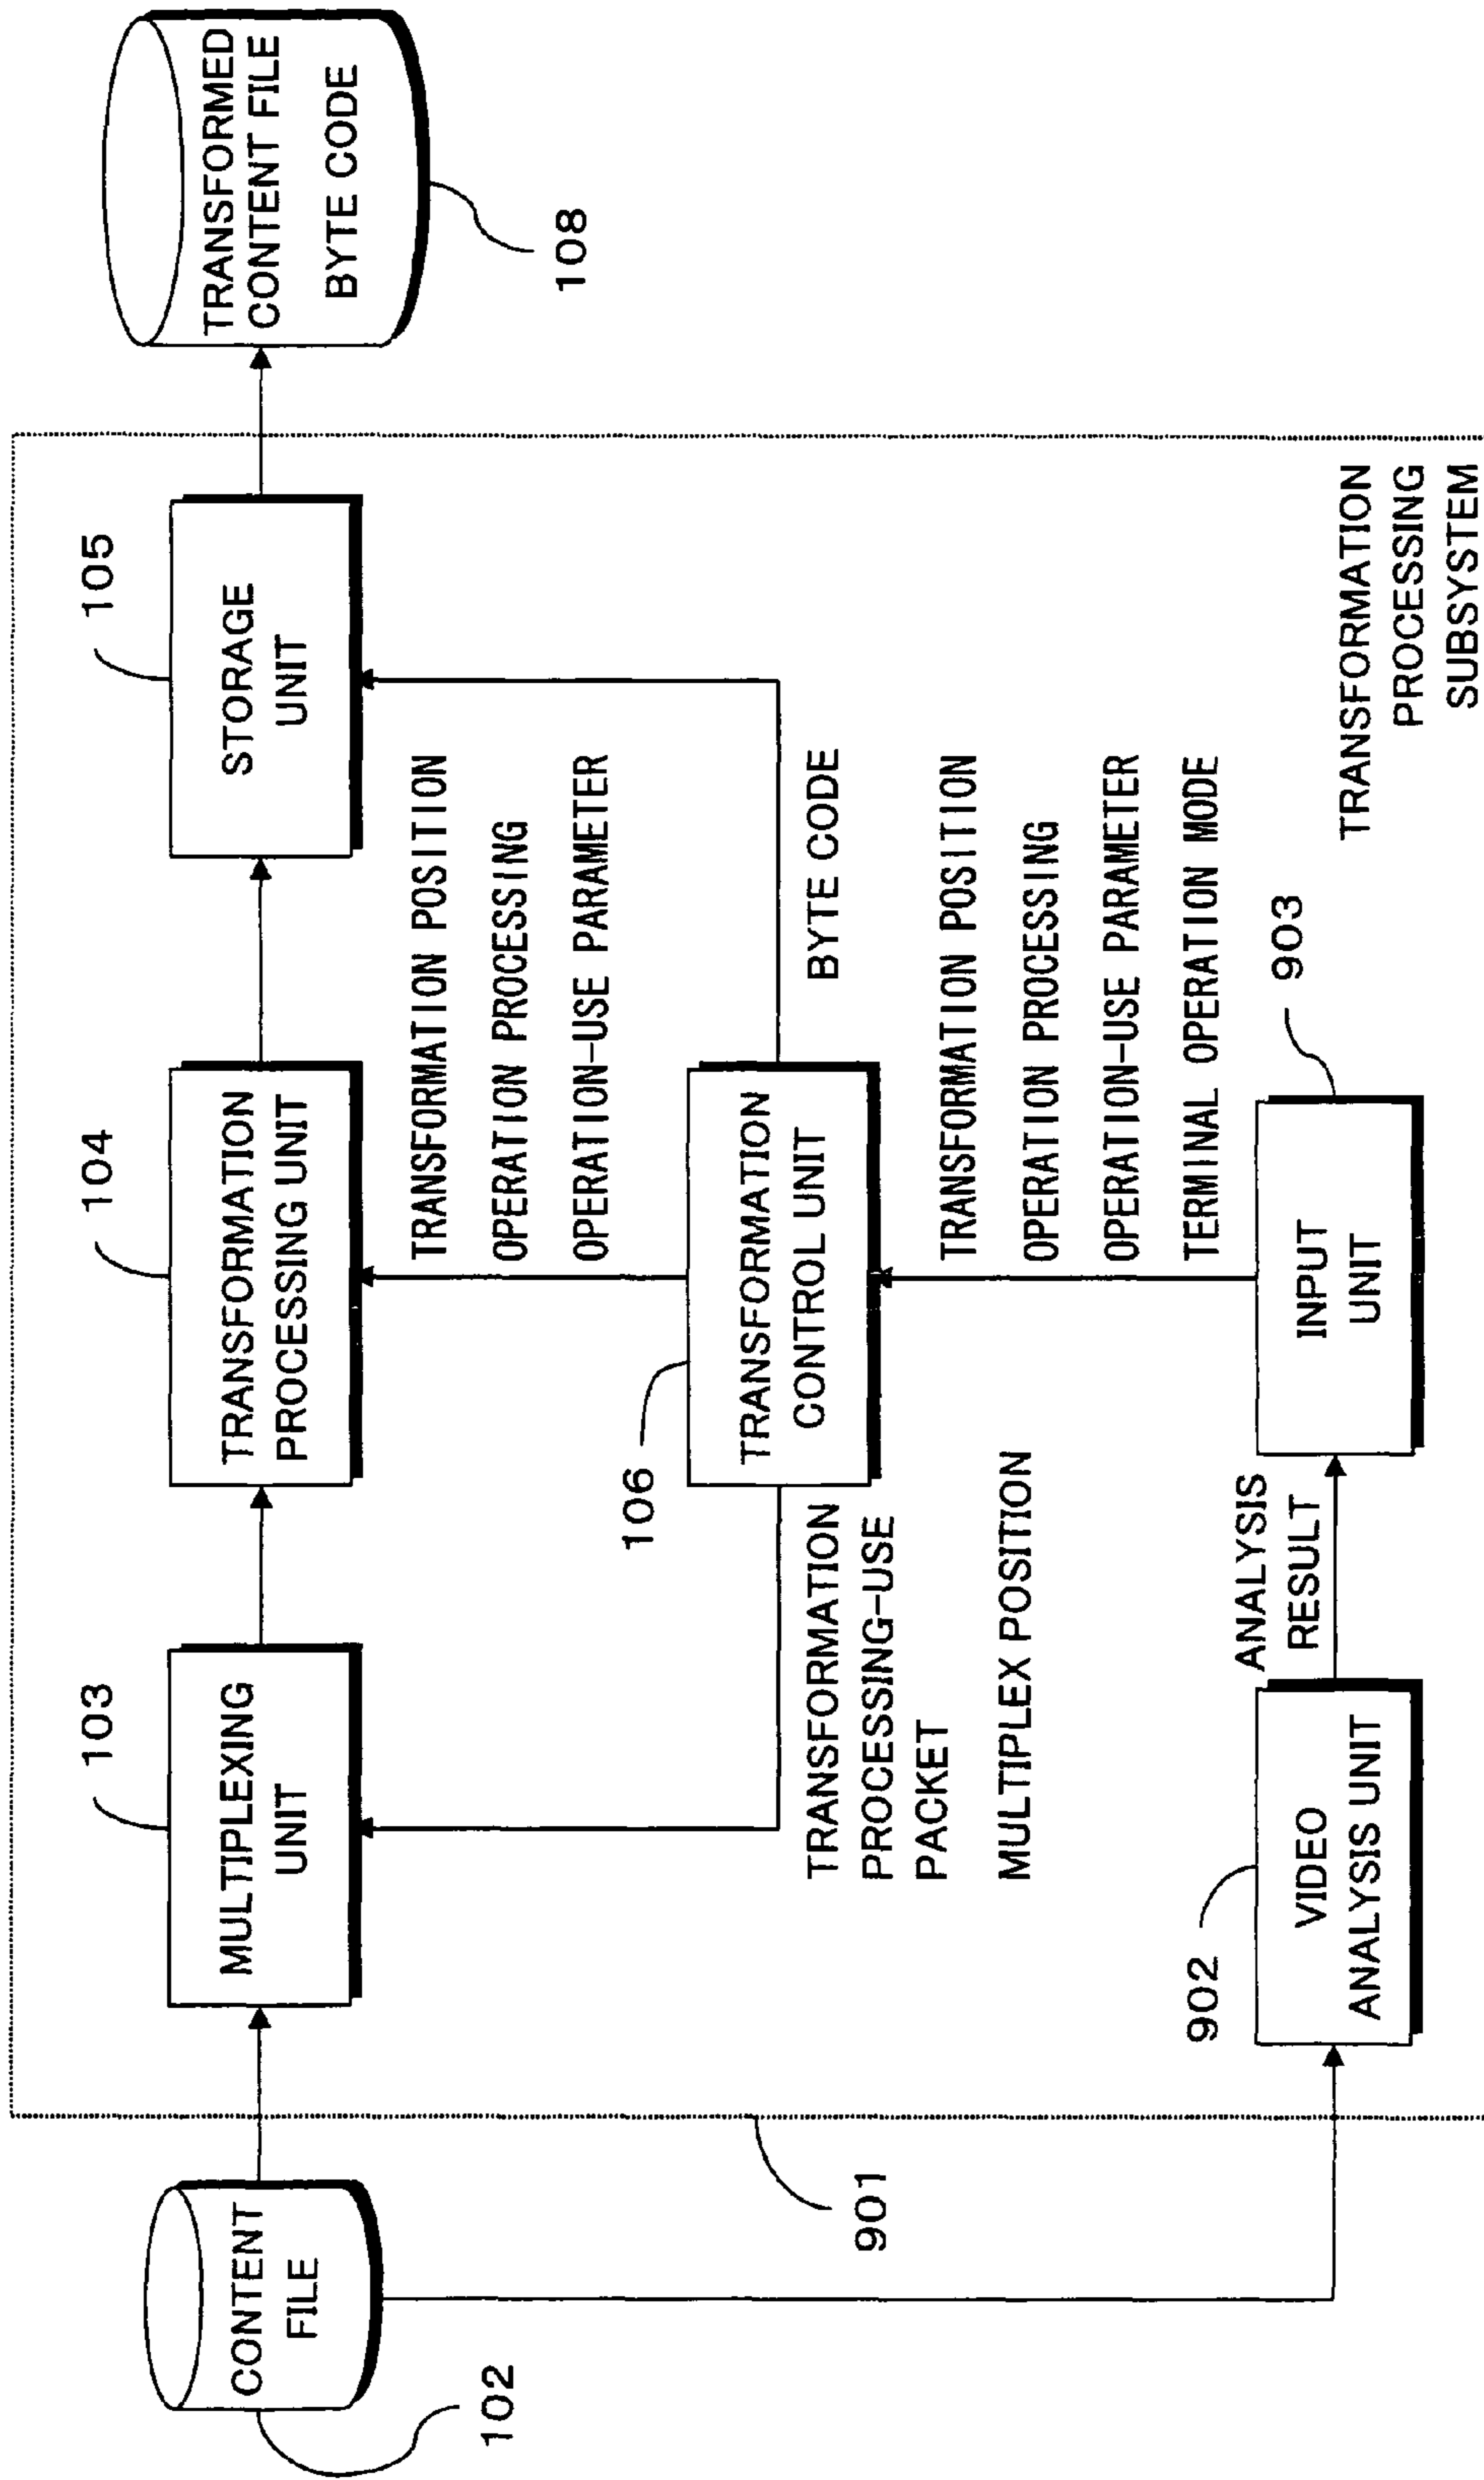 102
CONTENT
FILE
901
103
MULTIPLEXING
UNIT
104
TRANSFORMATION
PROCESSING UNIT
105
STORAGE
UNIT
TRANSFORMED
CONTENT FILE
BYTE CODE
108
TRANSFORMATION POSITION
OPERATION PROCESSING
OPERATION-USE PARAMETER
106
TRANSFORMATION
CONTROL UNIT
TRANSFORMATION
PROCESSING-USE
PACKET
MULTIPLEX POSITION
BYTE CODE
TRANSFORMATION POSITION
OPERATION PROCESSING
OPERATION-USE PARAMETER
TERMINAL OPERATION MODE
902
VIDEO
ANALYSIS UNIT
ANALYSIS
RESULT
903
INPUT
UNIT
TRANSFORMATION
PROCESSING
SUBSYSTEM